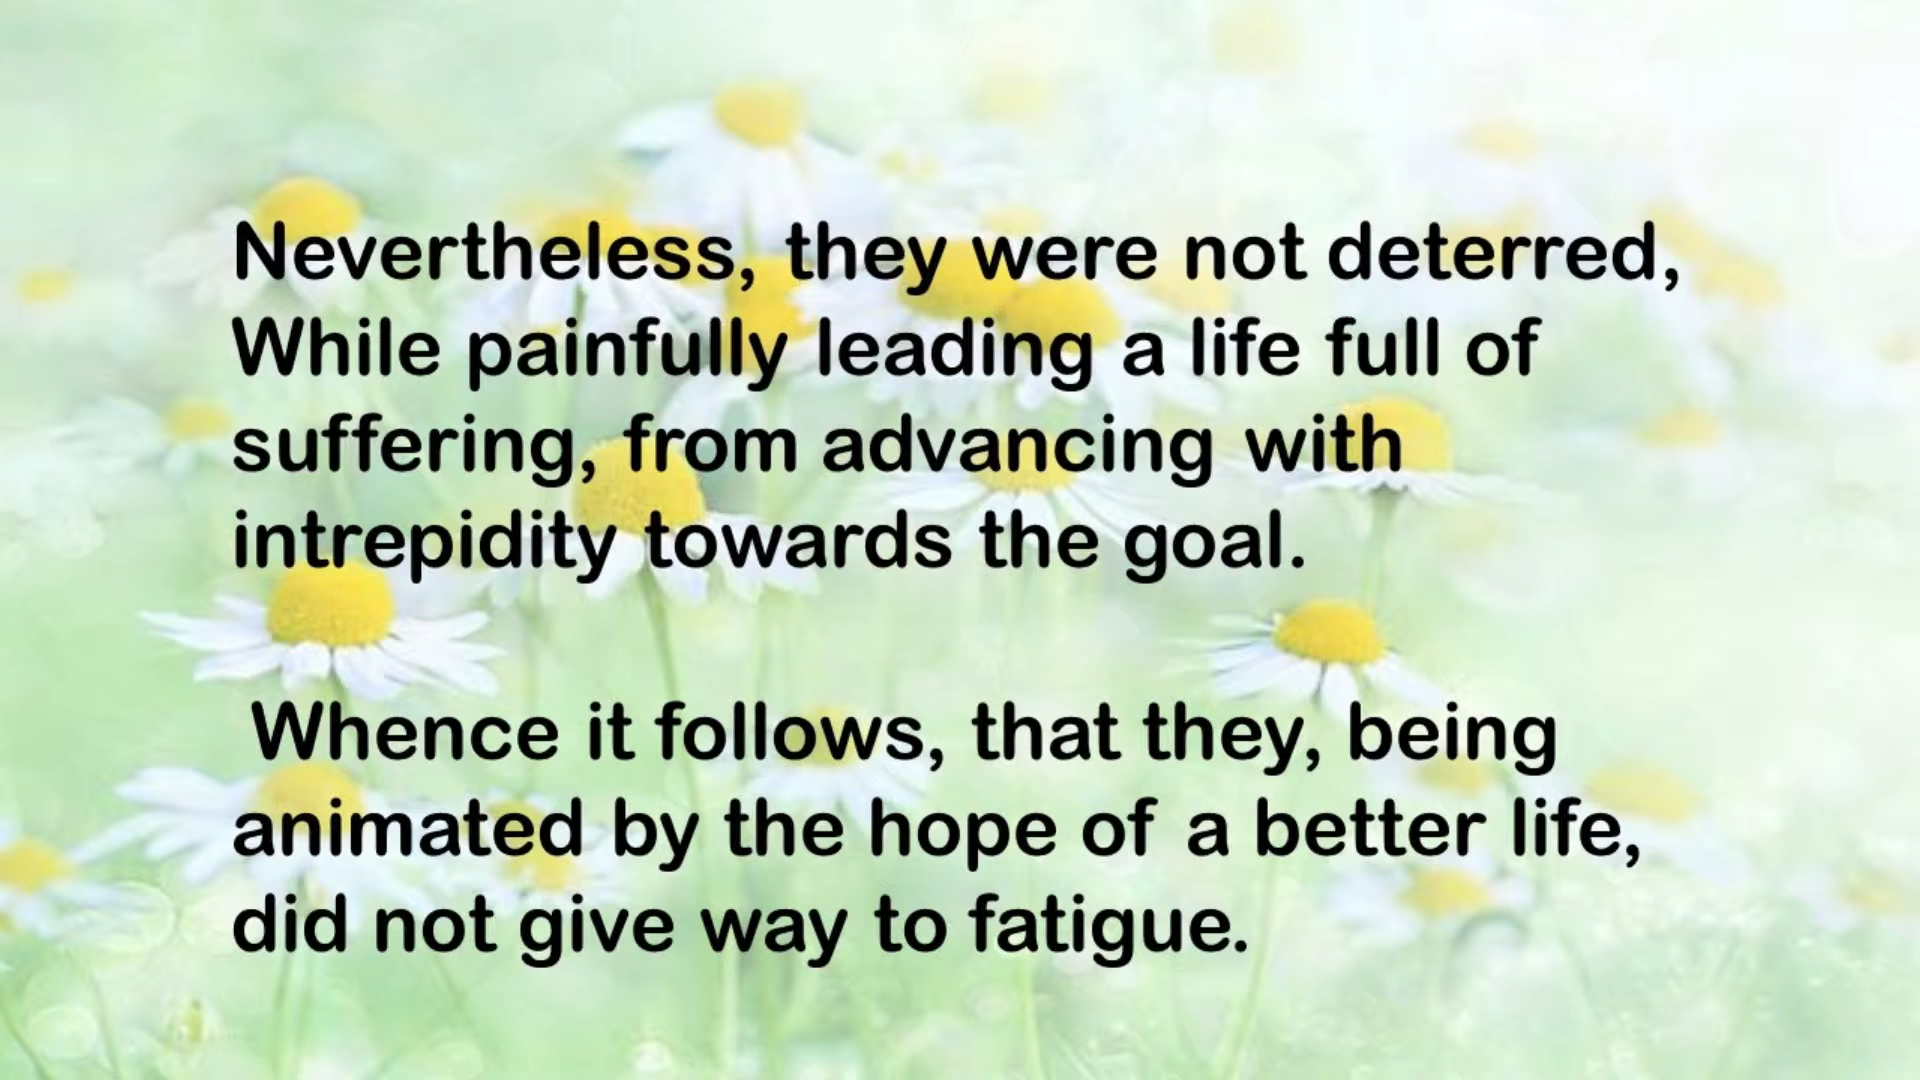 Nevertheless, they were not deterred,
While painfully leading a life full of
suffering, from advancing with
intrepidity towards the goal.
Whence it follows, that they, being
animated by the hope of a better life,
did not give way to fatigue.